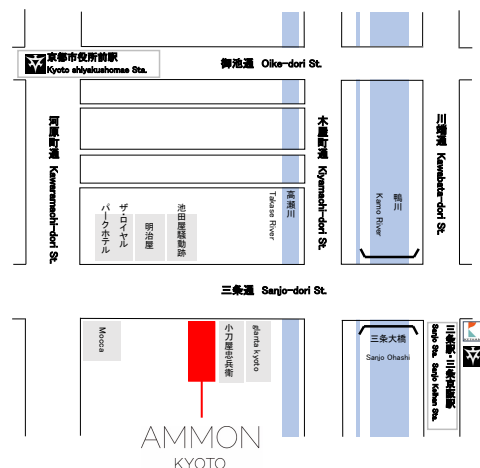 京都市役所前駅
Kyoto shiyakushomae Sta.
御池通 Oike-dori St.
河原町通 Kawaramachi-dori St.
木屋町通 Kiyamachi-dori St.
川端通 Kawabata-dori St.
ザ・ロイヤル
パークホテル
明治屋
池田屋騒動跡
高瀬川
Takase River
鴨川
Kamo River
三条通 Sanjo-dori St.
Mocca
小刀屋忠兵衛
giants kyoto
三条大橋
Sanjo Ohashi
三条駅・三条京阪駅
Sanjo Sta. Sanjo Keihan Sta.
AMMON
KYOTO